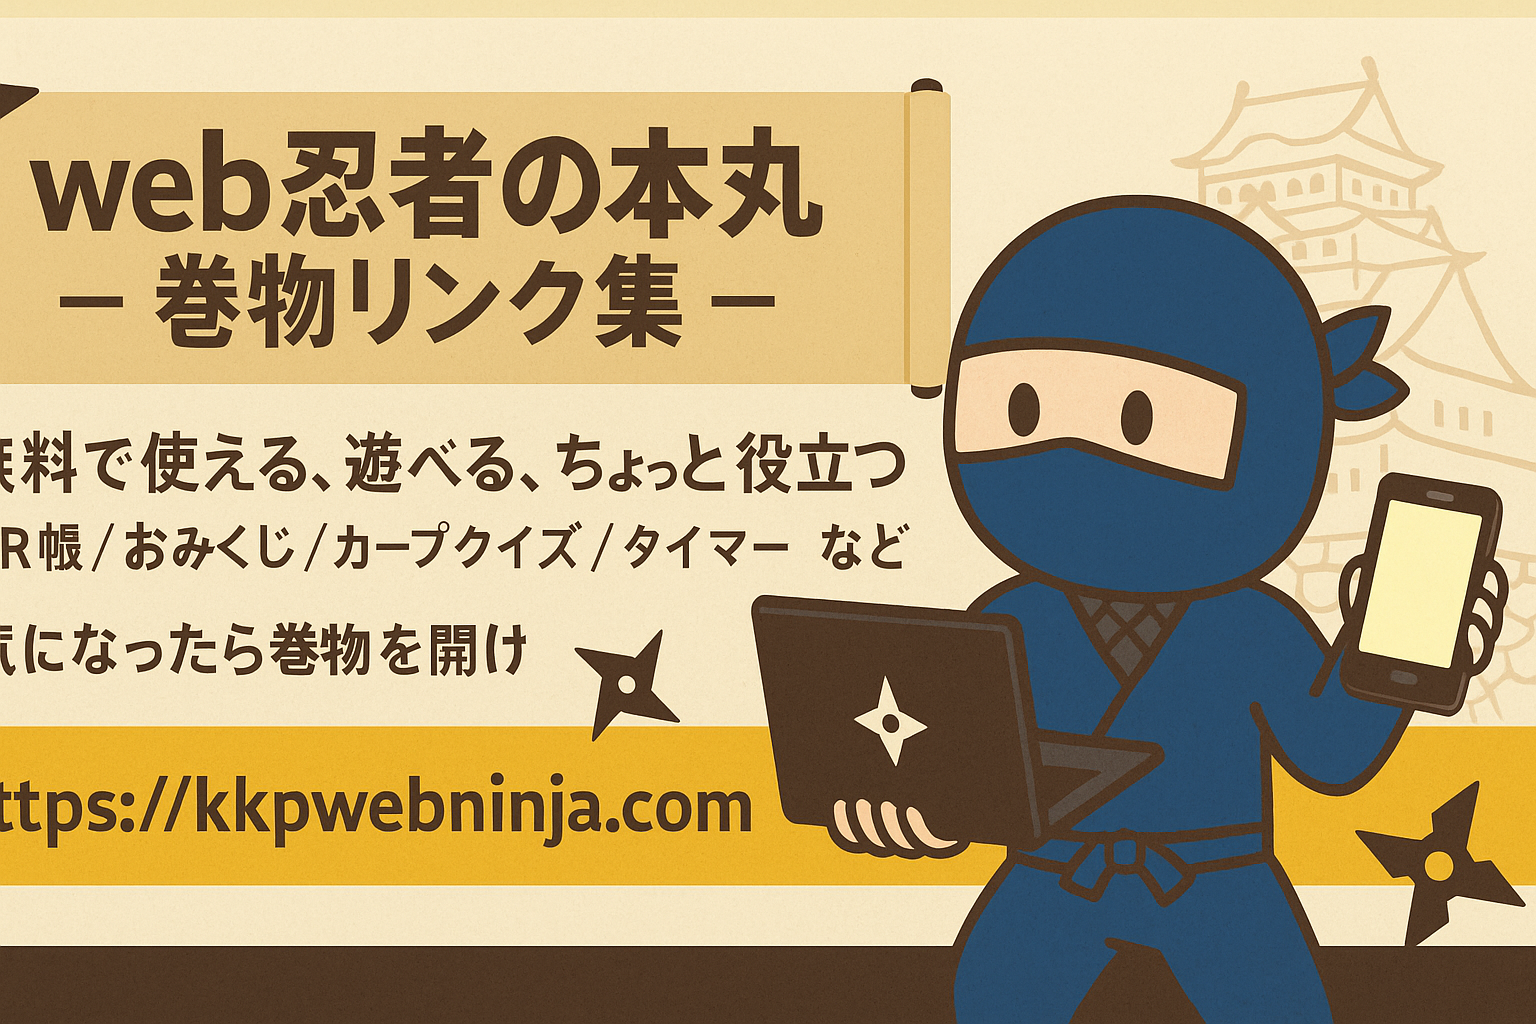 web忍者の本丸
– 巻物リンク集 –
料で使える、遊べる、ちょっと役立つ
R帳/おみくじ/カープクイズ/タイマー など
になったら巻物を開け
ttps://kkpwebninja.com